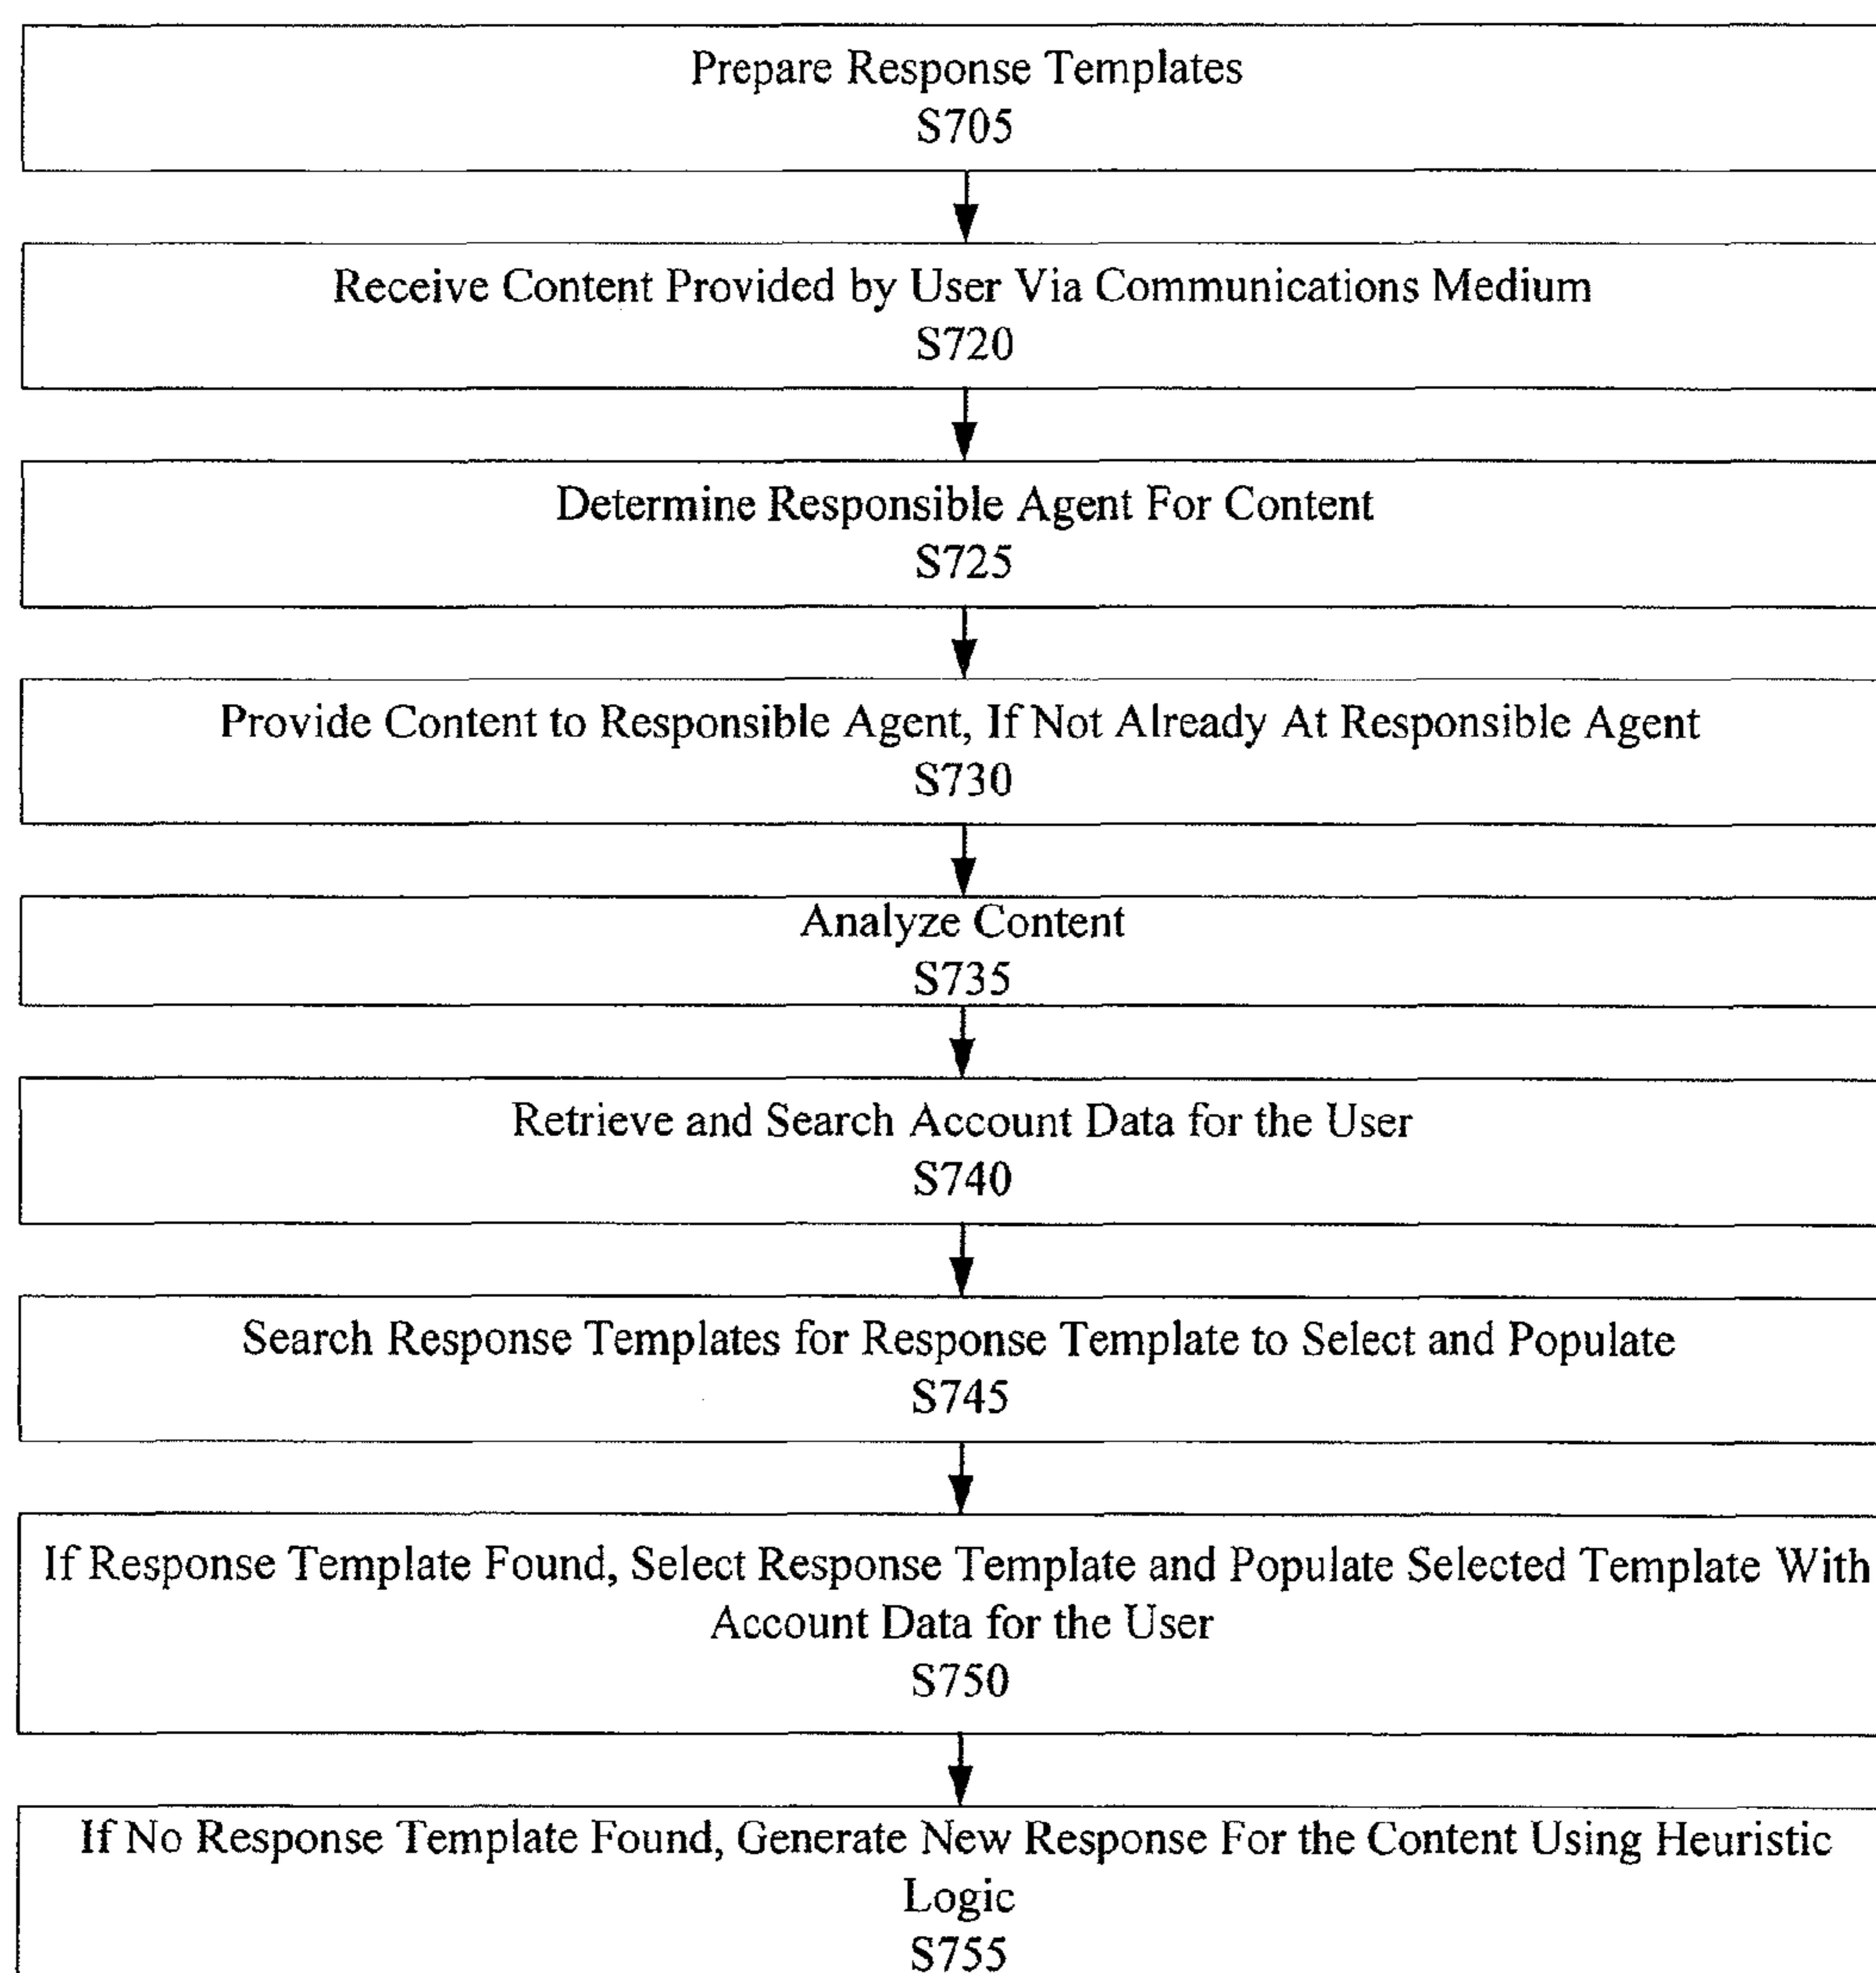 Prepare Response Templates
S705
Receive Content Provided by User Via Communications Medium
S720
Determine Responsible Agent For Content
S725
Provide Content to Responsible Agent, If Not Already At Responsible Agent
S730
Analyze Content
S735
Retrieve and Search Account Data for the User
S740
Search Response Templates for Response Template to Select and Populate
S745
If Response Template Found, Select Response Template and Populate Selected Template With
Account Data for the User
S750
If No Response Template Found, Generate New Response For the Content Using Heuristic
Logic
S755